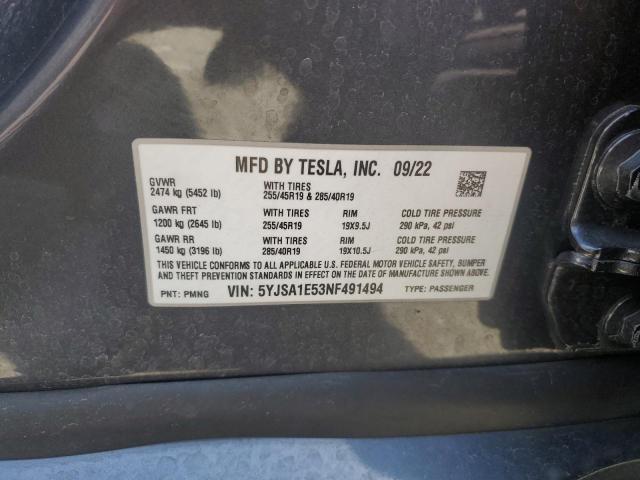 MFD BY TESLA, INC. 09/22
GVWR
2474 kg (5452 lb)
WITH TIRES
255/45R19 & 285/40R19
GAWR FRT
1200 kg (2645 lb)
WITH TIRES
255/45R19
RIM
19X9.5J
COLD TIRE PRESSURE
290 kPa, 42 psi
GAWR RR
1450 kg (3196 lb)
WITH TIRES
285/40R19
RIM
19X10.5J
COLD TIRE PRESSURE
290 kPa, 42 psi
THIS VEHICLE CONFORMS TO ALL APPLICABLE U.S. FEDERAL MOTOR VEHICLE SAFETY, BUMPER
AND THEFT PREVENTION STANDARDS IN EFFECT ON THE DATE OF MANUFACTURE SHOWN ABOVE.
PNT: PMNG VIN: 5YJSA1E53NF491494 TYPE: PASSENGER